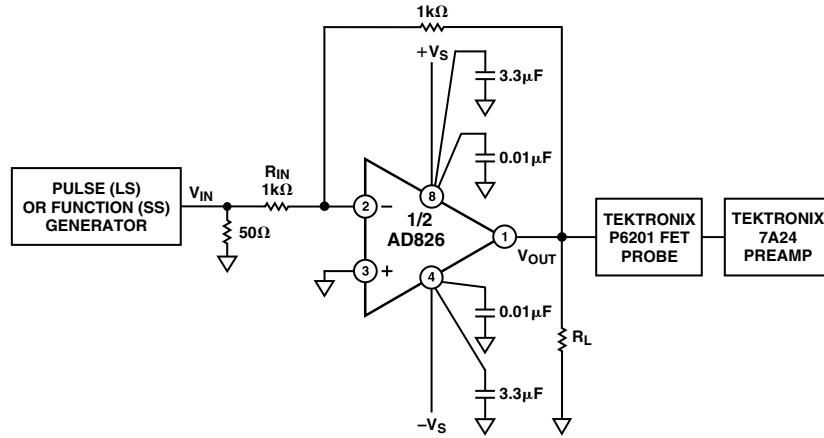 1kΩ
+VS
3.3μF
0.01μF
PULSE (LS)
OR FUNCTION (SS)
GENERATOR
VIN
RIN
1kΩ
50Ω
2
−
8
1/2
AD826
1
3
+
4
VOUT
TEKTRONIX
P6201 FET
PROBE
TEKTRONIX
7A24
PREAMP
0.01μF
RL
3.3μF
−VS